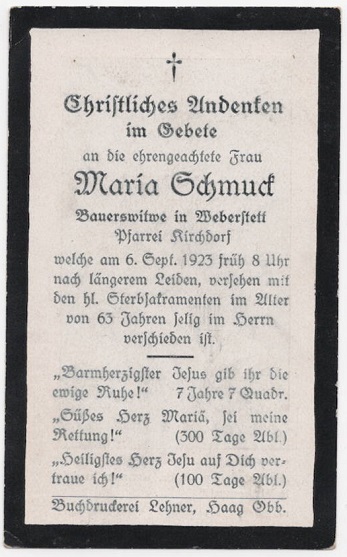 Christliches Andenken
im Gebete
an die ehrengeachtete Frau
Maria Schmuck
Bauerswitwe in Weberstett
Pfarrei Kirchdorf
welche am 6. Sept. 1923 früh 8 Uhr
nach längerem Leiden, versehen mit
den hl. Sterbsakramenten im Alter
von 63 Jahren selig im Herrn
verschieden ist.
„Barmherzigster Jesus gib ihr die
ewige Ruhe!" 7 Jahre 7 Quadr.
„Süßes Herz Mariä, sei meine
Rettung!" (300 Tage Abl.)
„Heiligstes Herz Jesu auf Dich ver-
traue ich!" (100 Tage Abl.)
Buchdruckerei Lehner, Haag Obb.